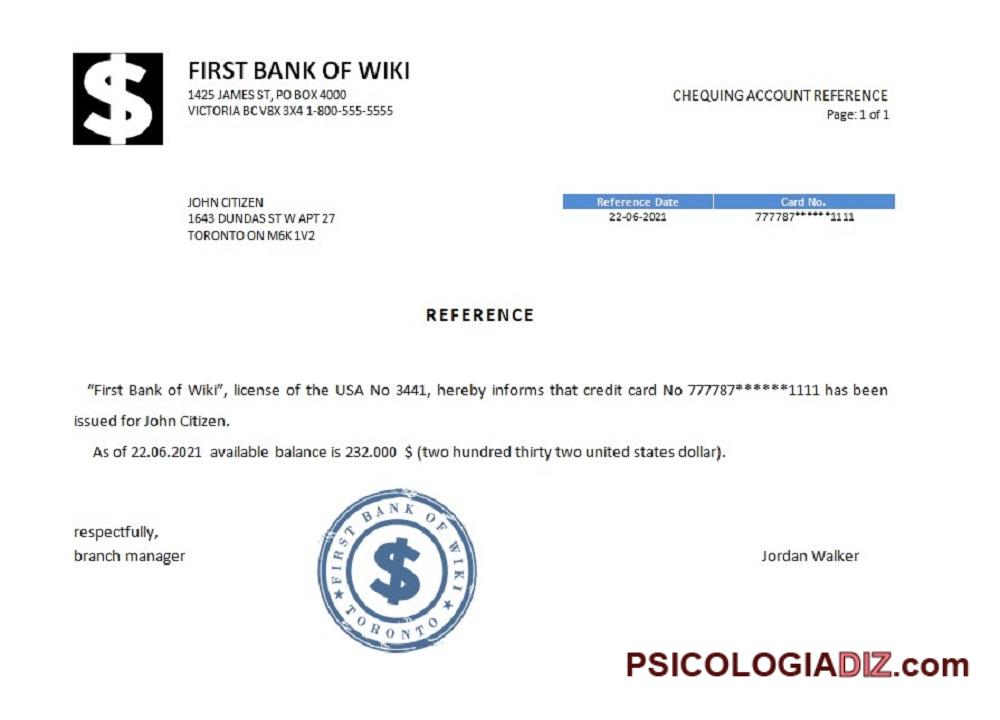 FIRST BANK OF WIKI
1425 JAMES ST, PO BOX 4000
VICTORIA BC V8X 3X4 1-800-555-5555
CHEQUING ACCOUNT REFERENCE
Page: 1 of 1
JOHN CITIZEN
1643 DUNDAS ST W APT 27
TORONTO ON M6K 1V2
Reference Date Card No.
22-06-2021 777787******1111
REFERENCE
“First Bank of Wiki”, license of the USA No 3441, hereby informs that credit card No 777787******1111 has been
issued for John Citizen.
As of 22.06.2021 available balance is 232.000 $ (two hundred thirty two united states dollar).
respectfully,
branch manager
FIRST BANK OF WIKI
TORONTO
Jordan Walker
PSICOLOGIADIZ.com